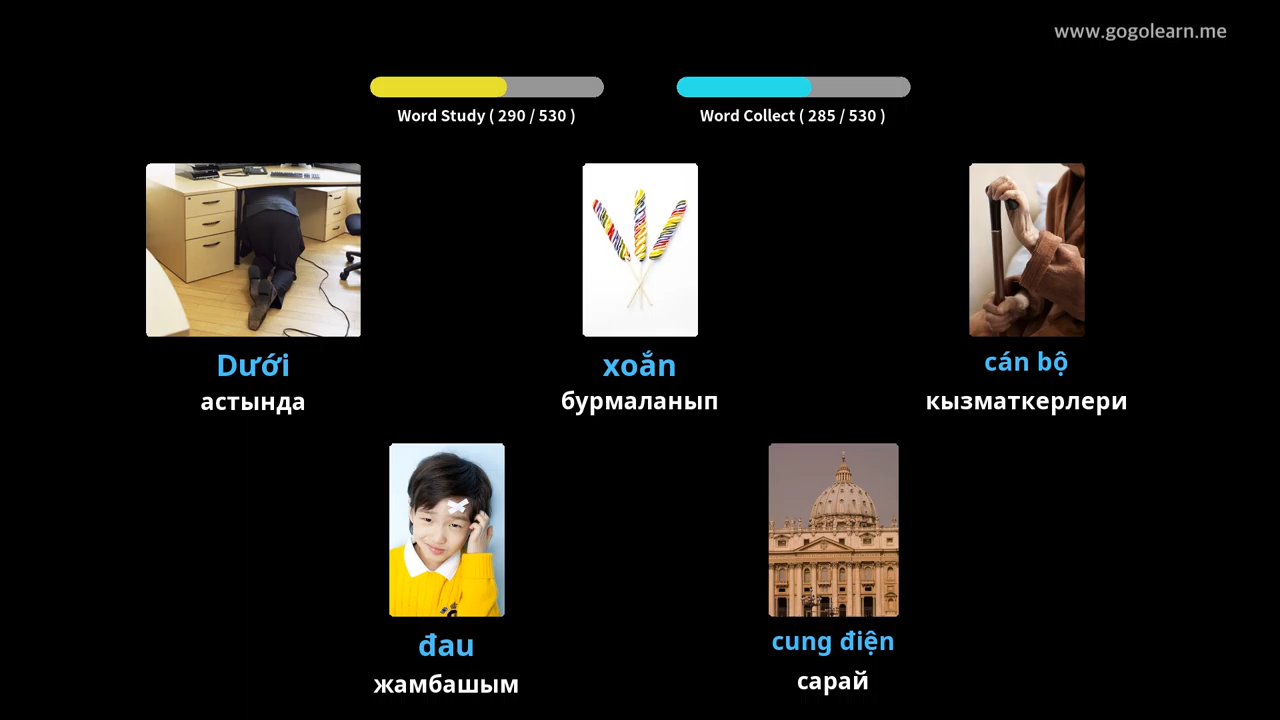 www.gogolearn.me
Word Study ( 290 / 530 )
Word Collect ( 285 / 530 )
Dưới
астында
xoắn
бурмаланып
cán bộ
кызматкерлери
đau
жамбашым
cung điện
сарай